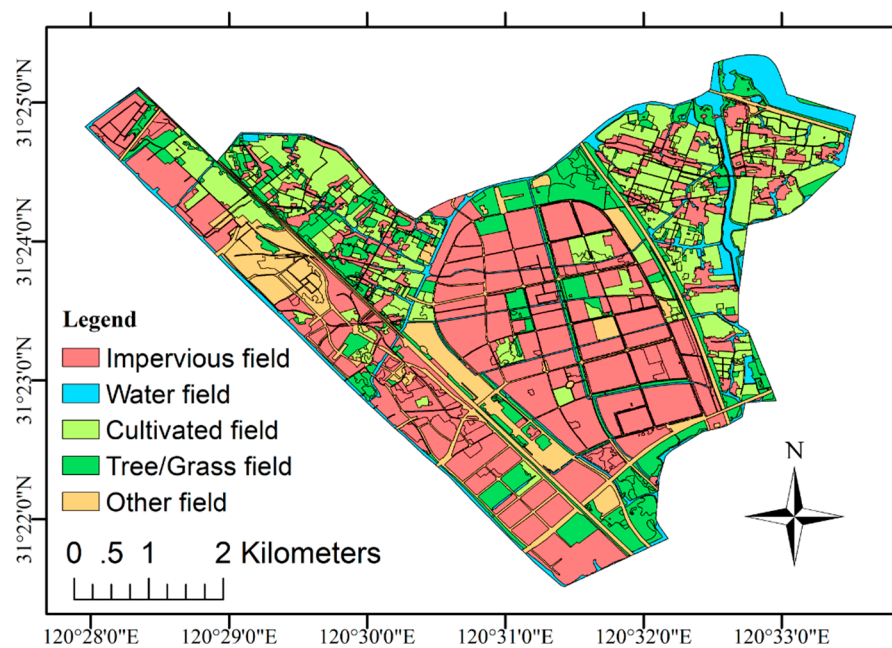 31°25'0"N
31°24'0"N
31°23'0"N
31°22'0"N
Legend
Impervious field
Water field
Cultivated field
Tree/Grass field
Other field
0 .5 1 2 Kilometers
N
120°28'0"E 120°29'0"E 120°30'0"E 120°31'0"E 120°32'0"E 120°33'0"E